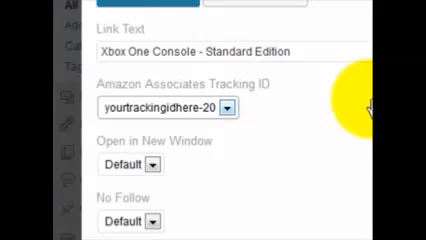 All
Link Text
Xbox One Console - Standard Edition
Amazon Associates Tracking ID
yourtrackingidhere-20
Open in New Window
Default
No Follow
Default